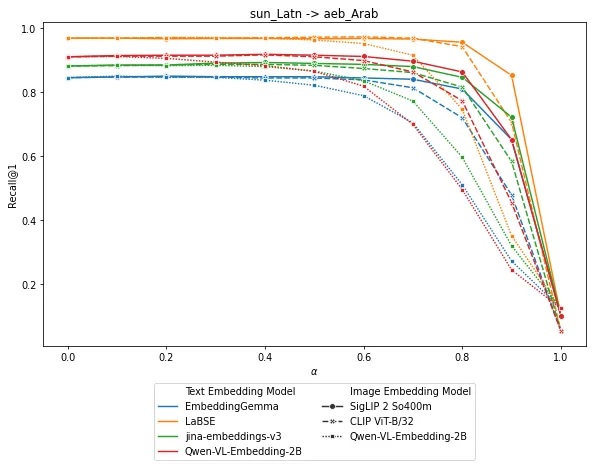 sun_Latn -> aeb_Arab
Recall@1
1.0
0.8
0.6
0.4
0.2
0.0 0.2 0.4 0.6 0.8 1.0
α
Text Embedding Model Image Embedding Model
EmbeddingGemma SigLIP 2 So400m
LaBSE CLIP ViT-B/32
jina-embeddings-v3 Qwen-VL-Embedding-2B
Qwen-VL-Embedding-2B